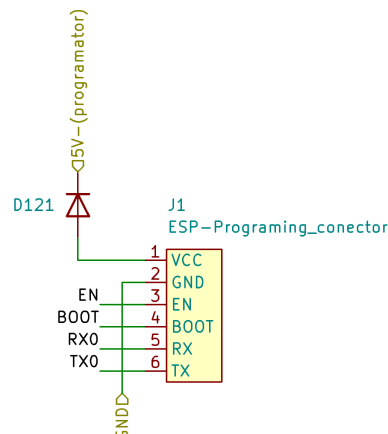 5V-(programator)
D121
J1
ESP-Programing_conector
1 VCC
2 GND
EN 3 EN
BOOT 4 BOOT
RX0 5 RX
TX0 6 TX
GND